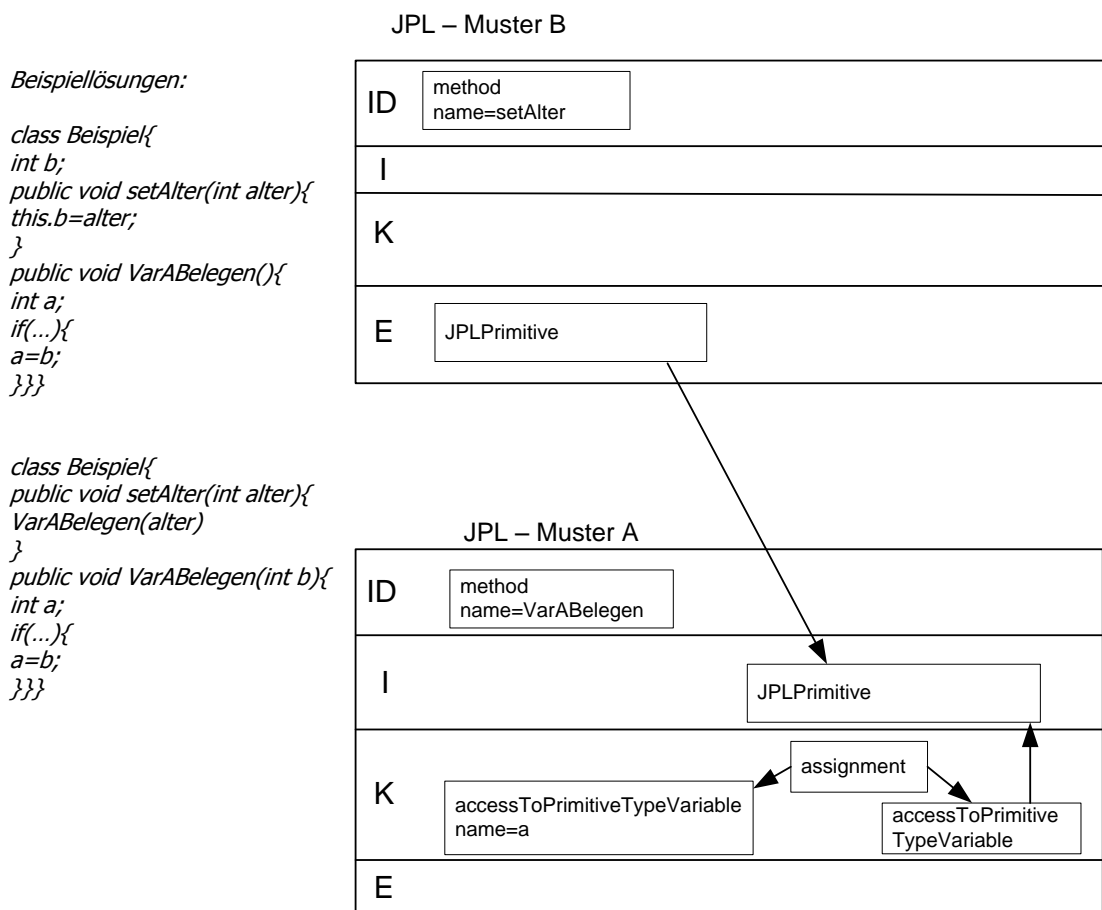 JPL – Muster B
Beispiellösungen:
class Beispiel{
int b;
public void setAlter(int alter){
this.b=alter;
}
public void VarABelegen(){
int a;
if(...){
a=b;
}}}
class Beispiel{
public void setAlter(int alter){
VarABelegen(alter)
}
public void VarABelegen(int b){
int a;
if(...){
a=b;
}}}
ID
method
name=setAlter
I
K
E
JPLPrimitive
JPL – Muster A
ID
method
name=VarABelegen
I
JPLPrimitive
K
assignment
accessToPrimitiveTypeVariable
name=a
accessToPrimitive
TypeVariable
E